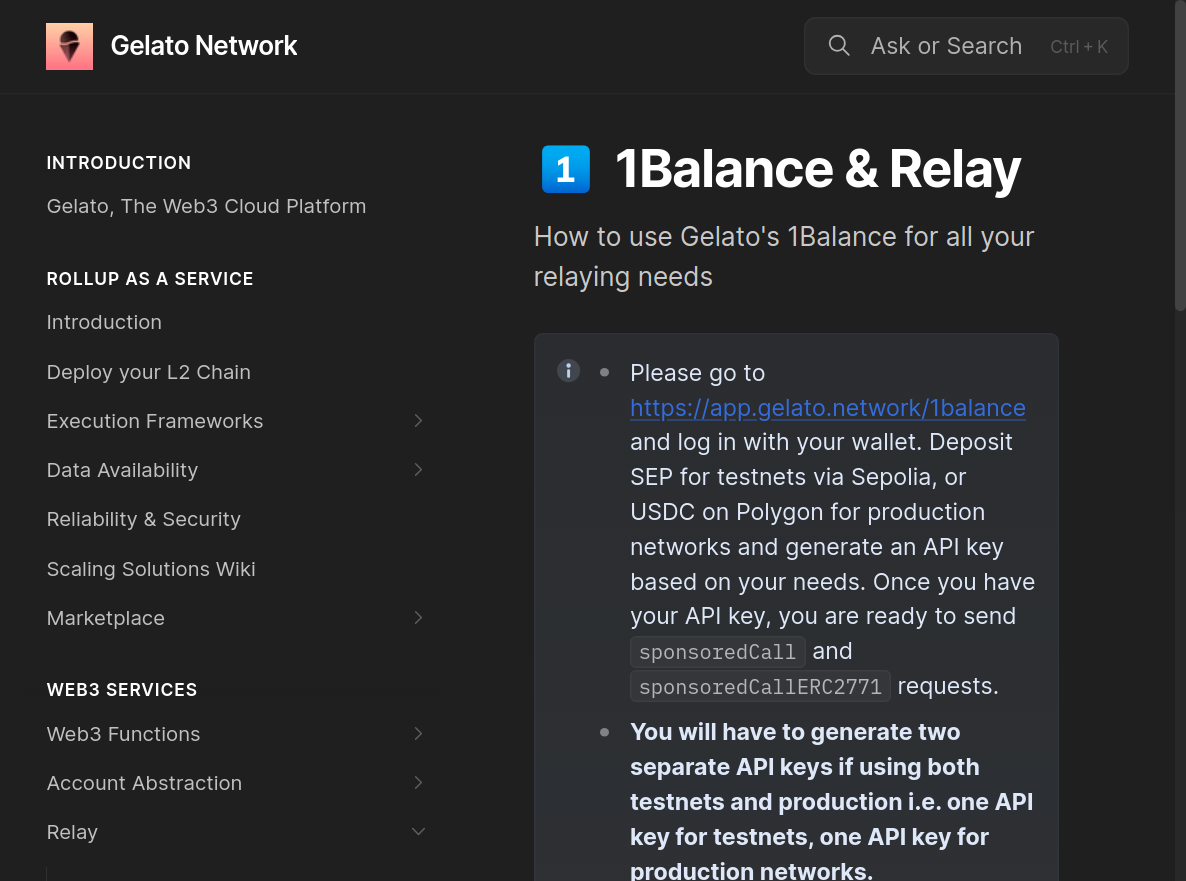 Gelato Network
Ask or Search Ctrl + K
INTRODUCTION
Gelato, The Web3 Cloud Platform
ROLLUP AS A SERVICE
Introduction
Deploy your L2 Chain
Execution Frameworks
Data Availability
Reliability & Security
Scaling Solutions Wiki
Marketplace
WEB3 SERVICES
Web3 Functions
Account Abstraction
Relay
1 1Balance & Relay
How to use Gelato's 1Balance for all your
relaying needs
Please go to
https://app.gelato.network/1balance
and log in with your wallet. Deposit
SEP for testnets via Sepolia, or
USDC on Polygon for production
networks and generate an API key
based on your needs. Once you have
your API key, you are ready to send
sponsoredCall and
sponsoredCallERC2771 requests.
You will have to generate two
separate API keys if using both
testnets and production i.e. one API
key for testnets, one API key for
production networks.